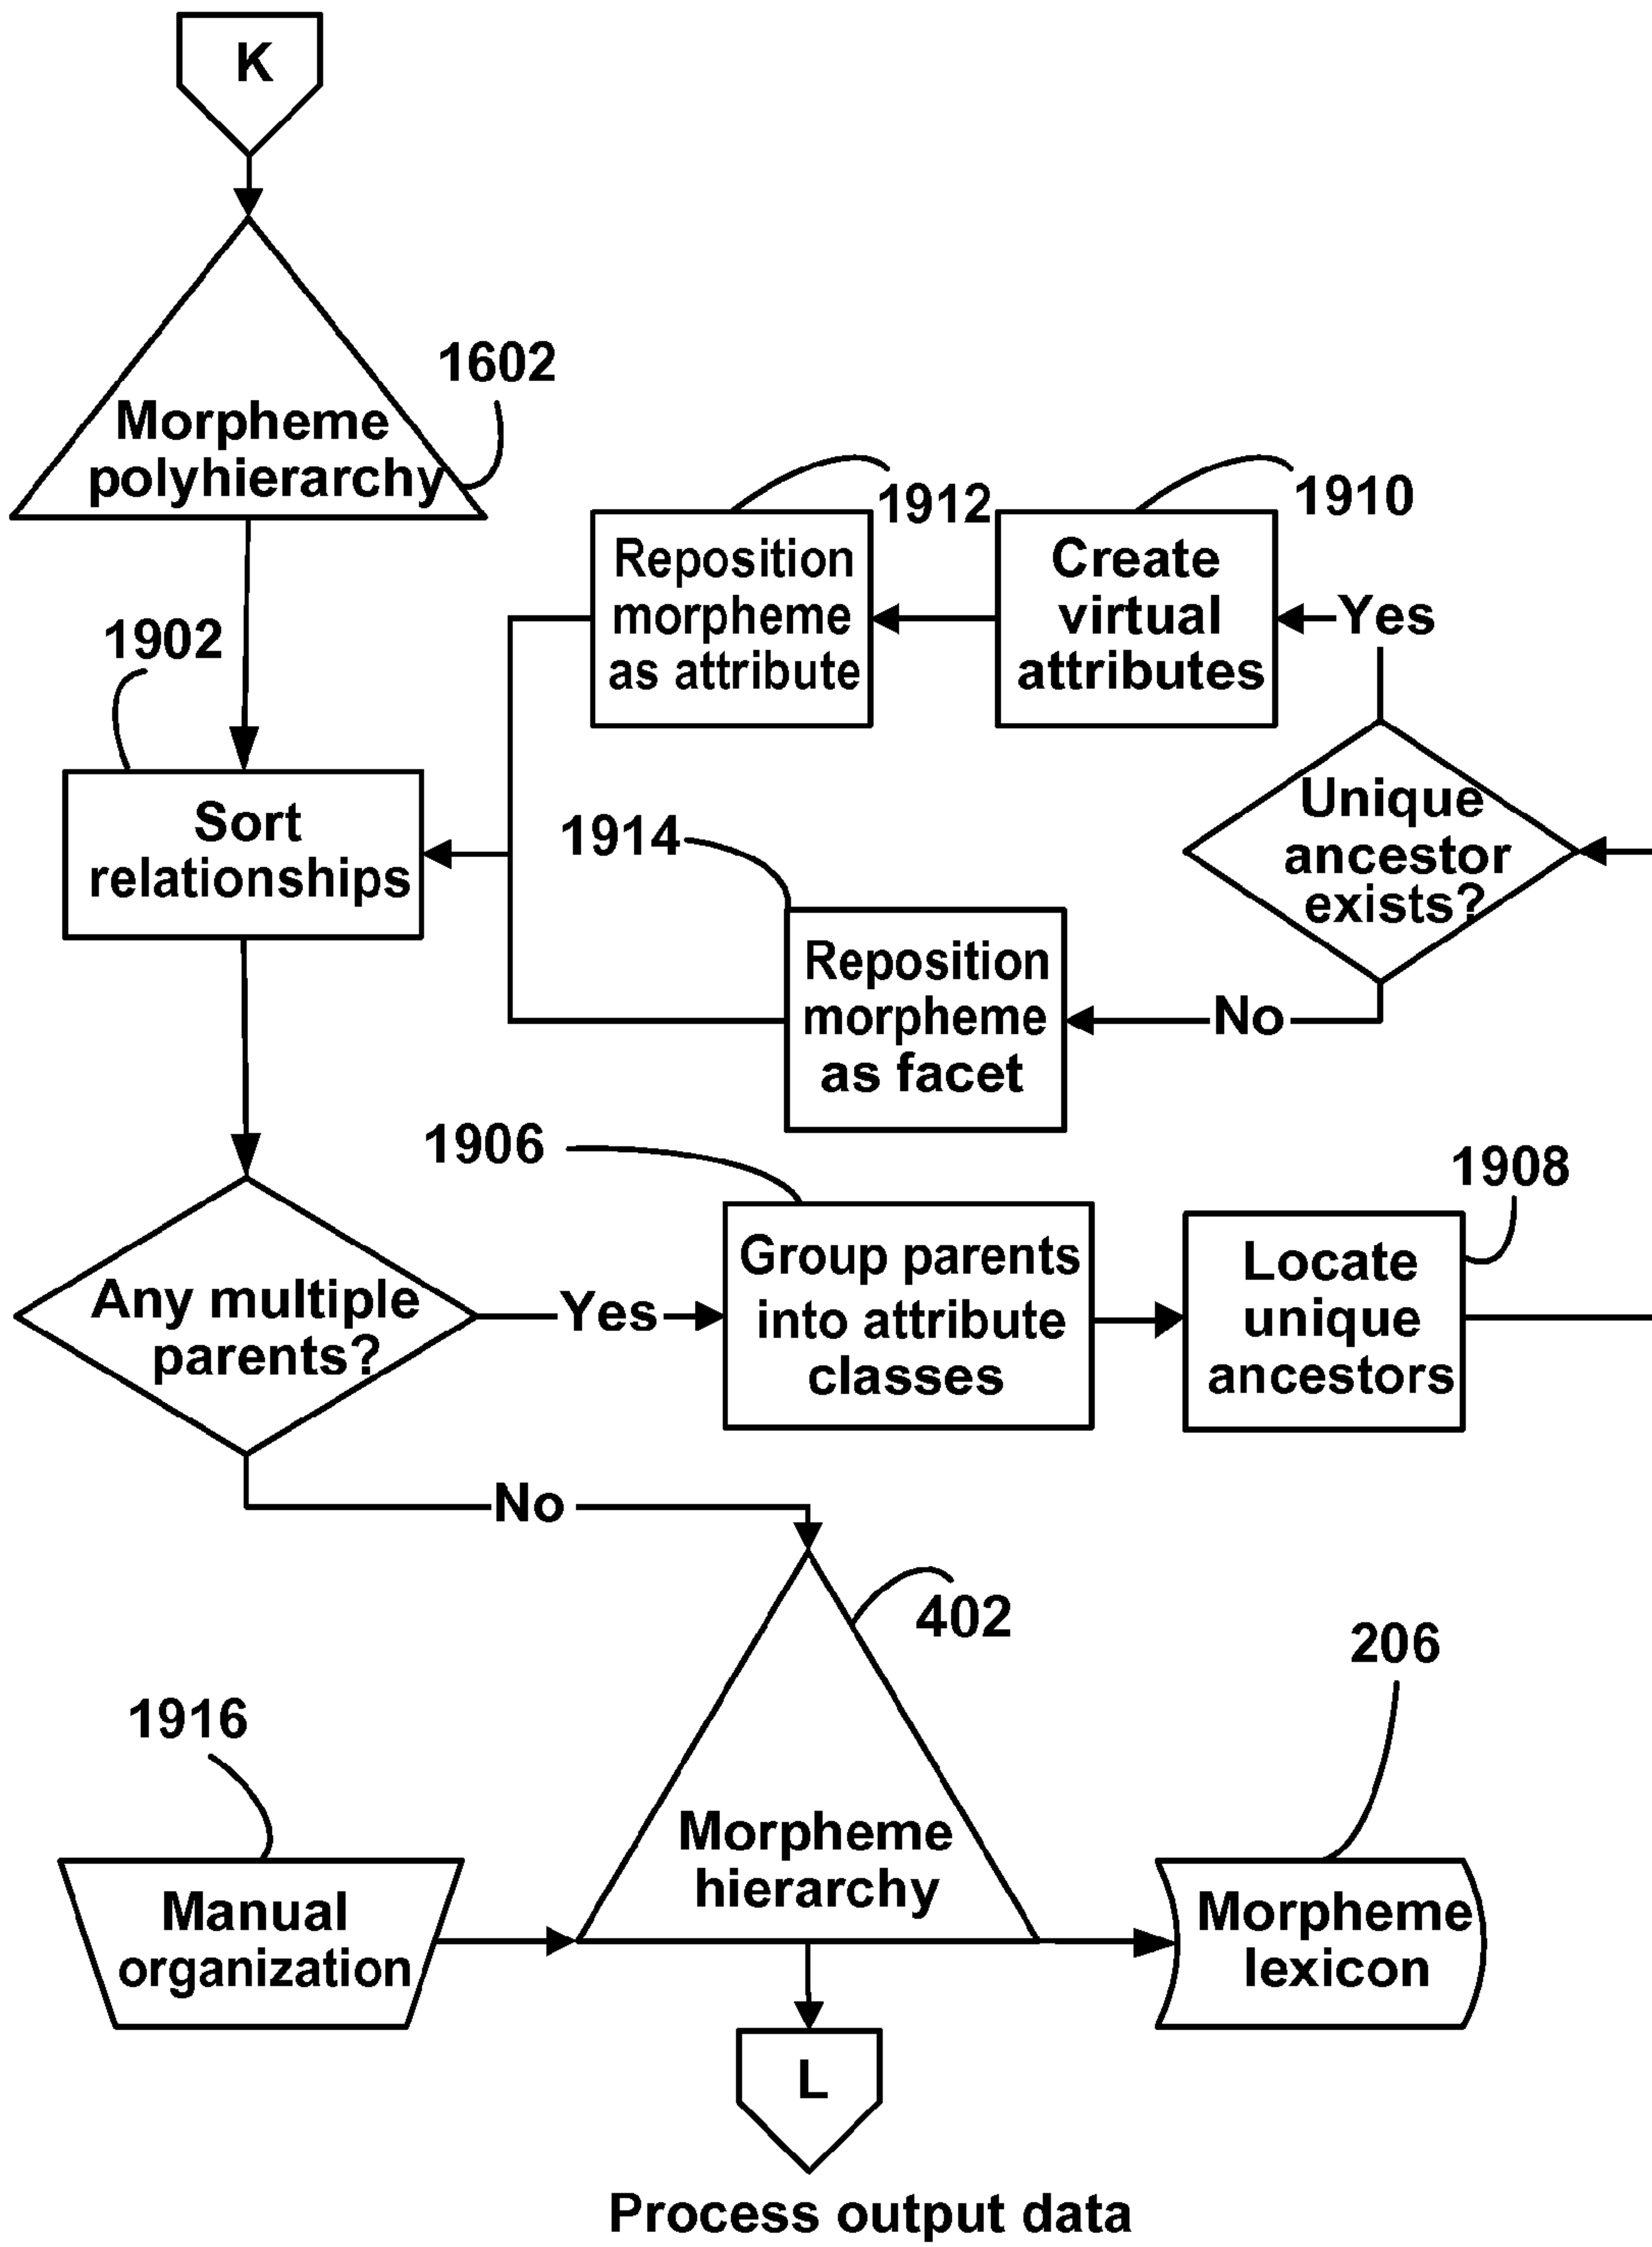 K
1602
Morpheme
polyhierarchy
1912
1910
Reposition
morpheme
as attribute
Create
virtual
attributes
Yes
1902
Sort
relationships
1914
Unique
ancestor
exists?
Reposition
morpheme
as facet
No
1906
1908
Any multiple
parents?
Yes
Group parents
into attribute
classes
Locate
unique
ancestors
No
402
206
1916
Manual
organization
Morpheme
hierarchy
Morpheme
lexicon
L
Process output data